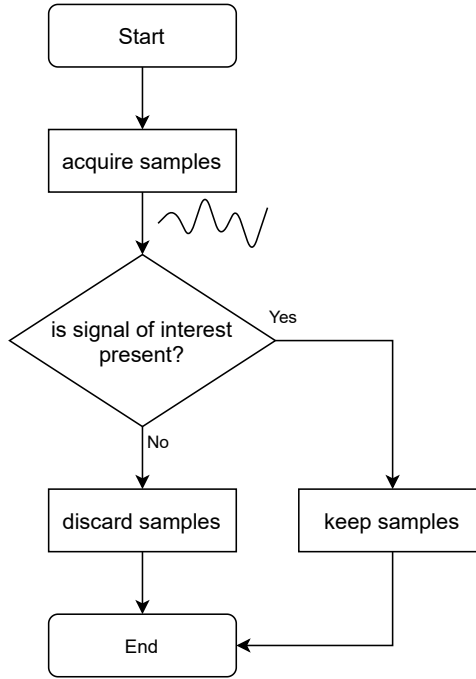 Start
acquire samples
is signal of interest
present?
Yes
No
discard samples
keep samples
End